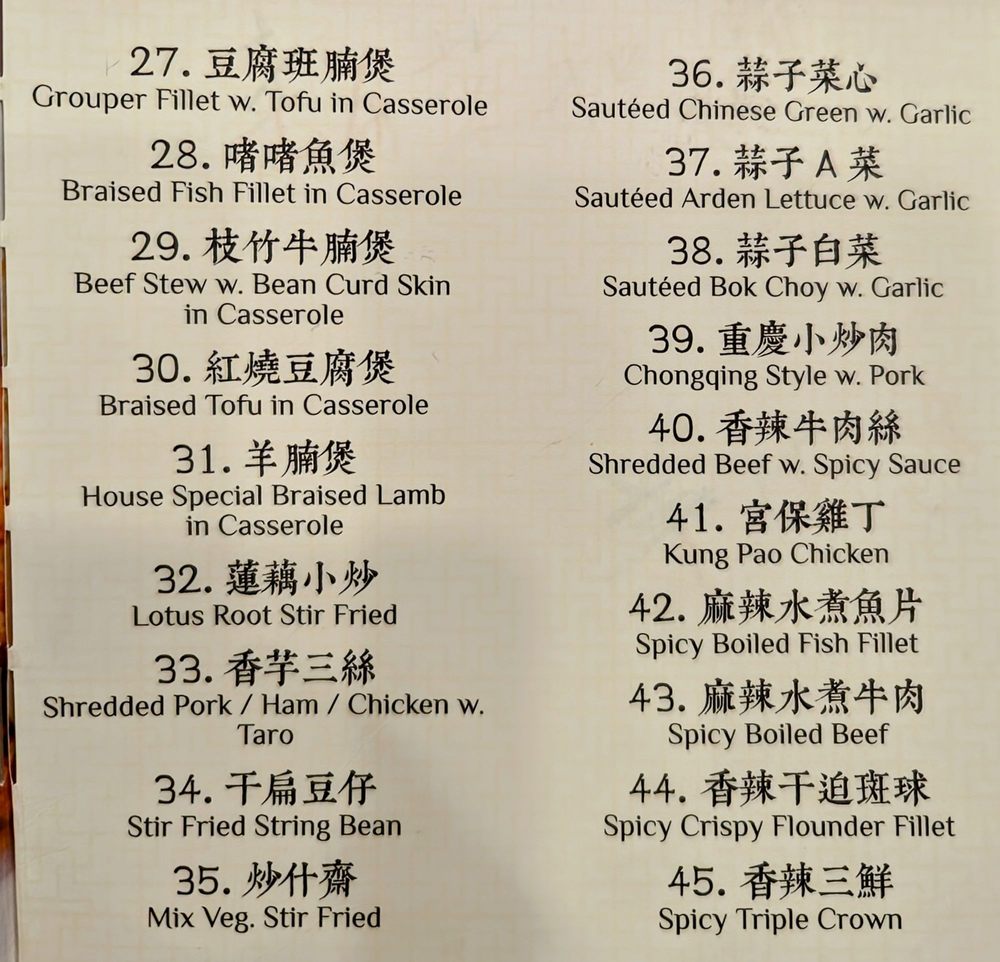 27. 豆腐班腩煲
Grouper Fillet w. Tofu in Casserole
28. 啫啫魚煲
Braised Fish Fillet in Casserole
29. 枝竹牛腩煲
Beef Stew w. Bean Curd Skin
in Casserole
30. 紅燒豆腐煲
Braised Tofu in Casserole
31. 羊腩煲
House Special Braised Lamb
in Casserole
32. 蓮藕小炒
Lotus Root Stir Fried
33. 香芋三絲
Shredded Pork / Ham / Chicken w.
Taro
34. 干扁豆仔
Stir Fried String Bean
35. 炒什齋
Mix Veg. Stir Fried
36. 蒜子菜心
Sautéed Chinese Green w. Garlic
37. 蒜子 A 菜
Sautéed Arden Lettuce w. Garlic
38. 蒜子白菜
Sautéed Bok Choy w. Garlic
39. 重慶小炒肉
Chongqing Style w. Pork
40. 香辣牛肉絲
Shredded Beef w. Spicy Sauce
41. 宮保雞丁
Kung Pao Chicken
42. 麻辣水煮魚片
Spicy Boiled Fish Fillet
43. 麻辣水煮牛肉
Spicy Boiled Beef
44. 香辣干迫斑球
Spicy Crispy Flounder Fillet
45. 香辣三鮮
Spicy Triple Crown